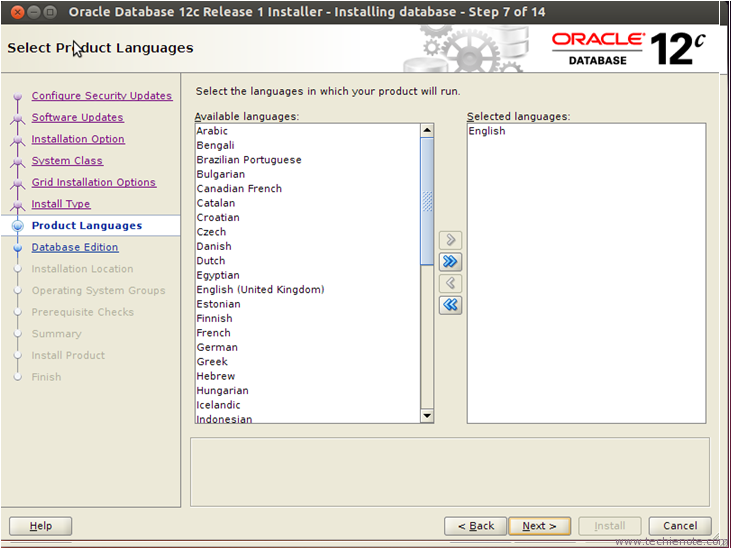 Oracle Database 12c Release 1 Installer - Installing database - Step 7 of 14
Select Product Languages
ORACLE
DATABASE
12c
Configure Security Updates
Software Updates
Installation Option
System Class
Grid Installation Options
Install Type
Product Languages
Database Edition
Installation Location
Operating System Groups
Prerequisite Checks
Summary
Install Product
Finish
Select the languages in which your product will run.
Available languages:
Arabic
Bengali
Brazilian Portuguese
Bulgarian
Canadian French
Catalan
Croatian
Czech
Danish
Dutch
Egyptian
English (United Kingdom)
Estonian
Finnish
French
German
Greek
Hebrew
Hungarian
Icelandic
Indonesian
Selected languages:
English
Help
< Back
Next >
Install
Cancel
www.techienote.com